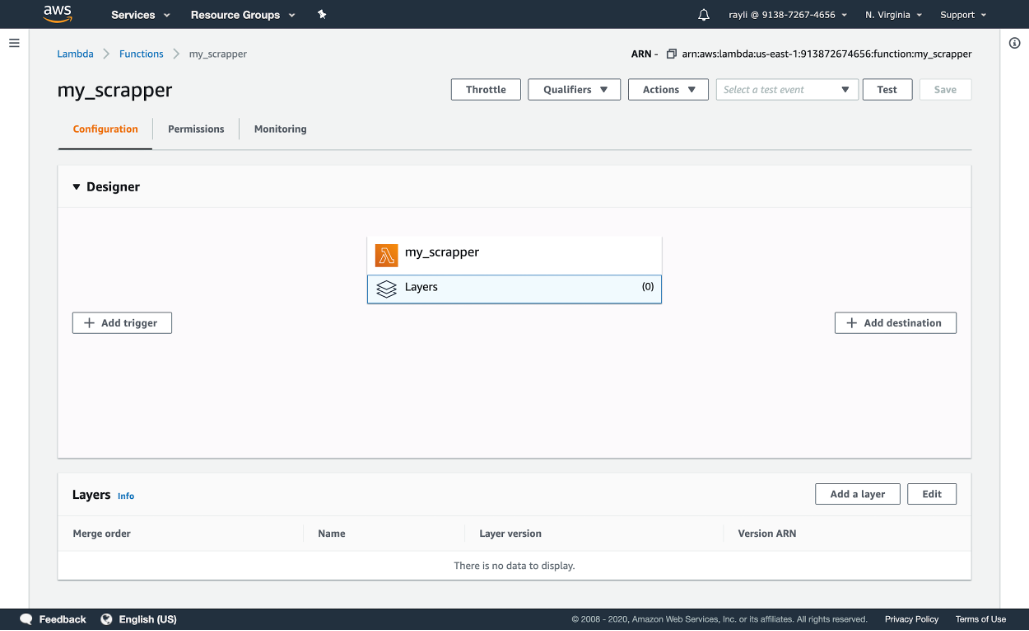 aws Services Resource Groups rayli @ 9138-7267-4656 N. Virginia Support
Lambda Functions my_scrapper ARN - arn:aws:lambda:us-east-1:913872674656:function:my_scrapper
my_scrapper Throttle Qualifiers Actions Select a test event Test Save
Configuration Permissions Monitoring
Designer
my_scrapper
Layers (0)
Add trigger Add destination
Layers Info Add a layer Edit
Merge order Name Layer version Version ARN
There is no data to display.
Feedback English (US) © 2008 - 2020, Amazon Web Services, Inc. or its affiliates. All rights reserved. Privacy Policy Terms of Use